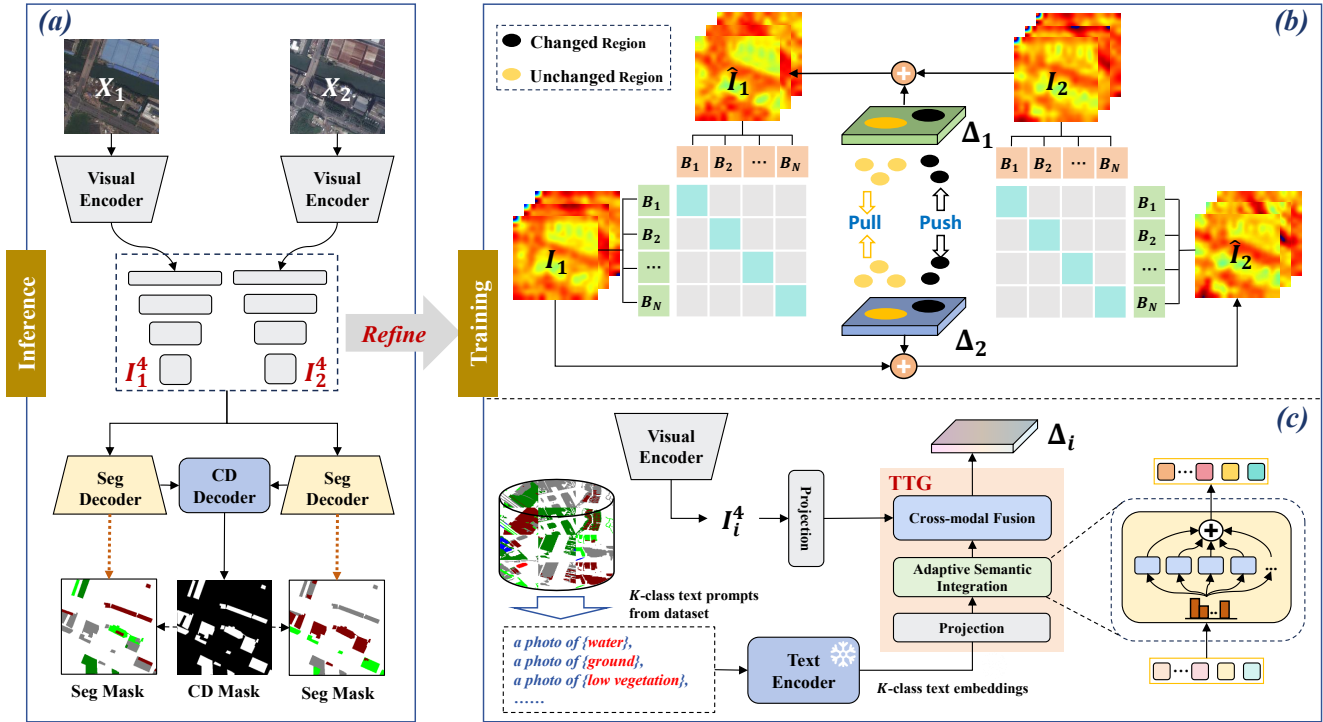 (a)
X₁
X₂
Visual
Encoder
Visual
Encoder
I₁⁴
I₂⁴
Inference
Seg
Decoder
CD
Decoder
Seg
Decoder
Seg Mask
CD Mask
Seg Mask
Refine
Training
(b)
Changed Region
Unchanged Region
Î₁
I₂
Δ₁
B₁
B₂
...
B_N
B₁
B₂
...
B_N
I₁
B₁
B₂
...
B_N
Pull
Push
B₁
B₂
...
B_N
Î₂
Δ₂
(c)
Visual
Encoder
Δᵢ
TTG
Iᵢ⁴
Projection
Cross-modal Fusion
Adaptive Semantic
Integration
Projection
...
...
...
...
K-class text prompts
from dataset
a photo of {water},
a photo of {ground},
a photo of {low vegetation},
......
Text
Encoder
K-class text embeddings